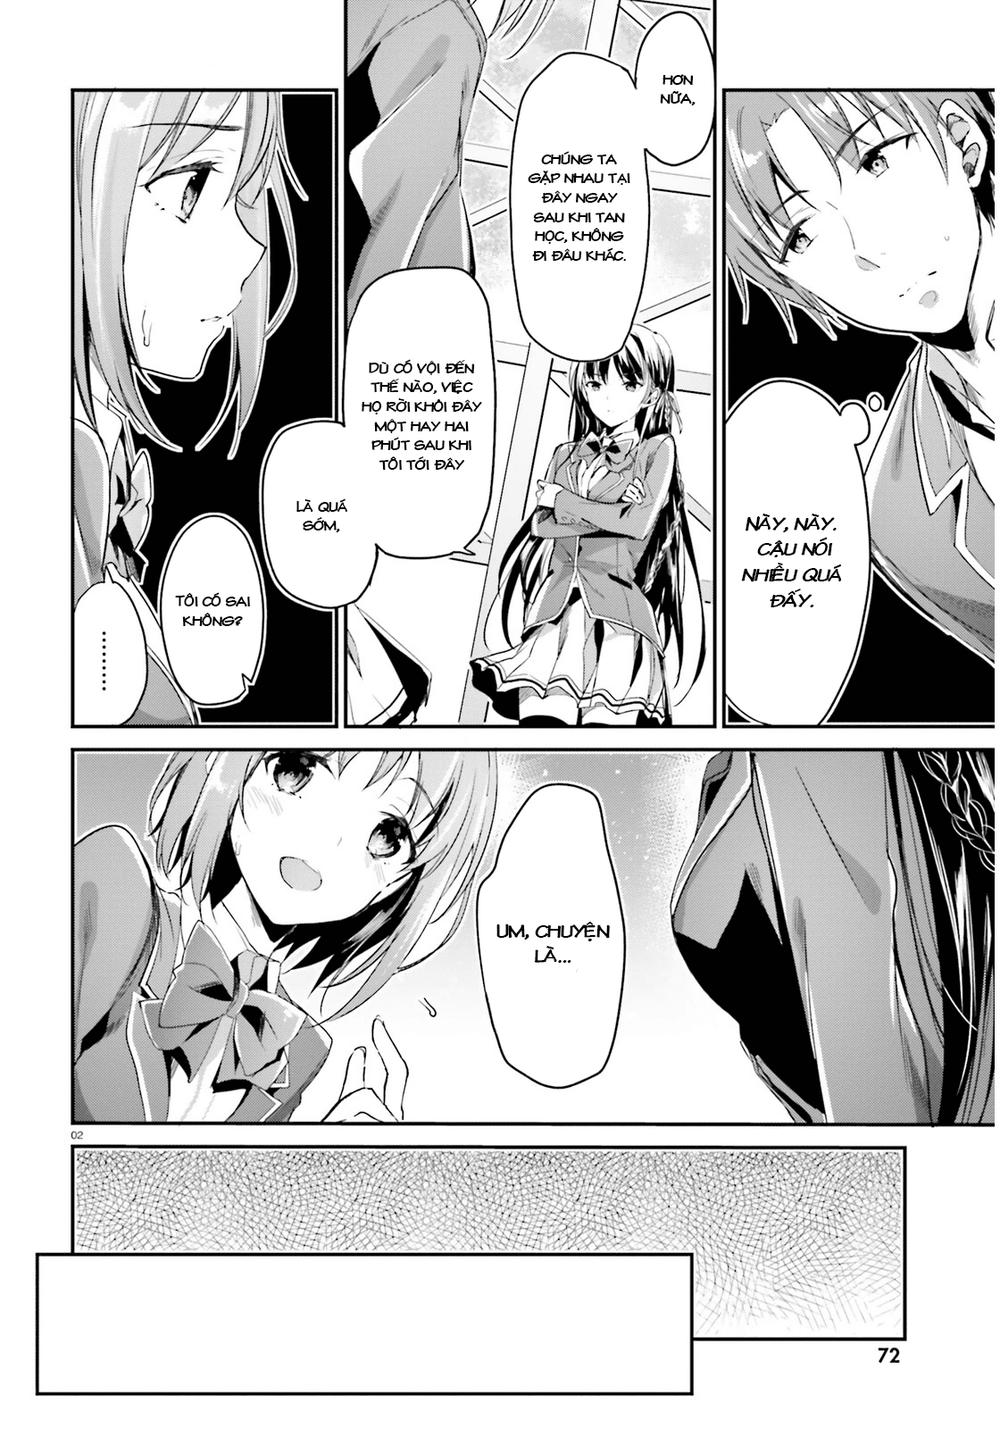 HƠN
NỮA,
CHÚNG TA
GẶP NHAU TẠI
ĐÂY NGAY
SAU KHI TAN
HỌC, KHÔNG
ĐI ĐÂU KHÁC.
NÀY, NÀY.
CẬU NÓI
NHIỀU QUÁ
ĐẤY.
DÙ CÓ VỘI ĐẾN
THẾ NÀO, VIỆC
HỌ RỜI KHỎI ĐÂY
MỘT HAY HAI
PHÚT SAU KHI
TÔI TỚI ĐÂY
LÀ QUÁ
SỚM,
TÔI CÓ SAI
KHÔNG?
.........
UM, CHUYỆN
LÀ...
02
72